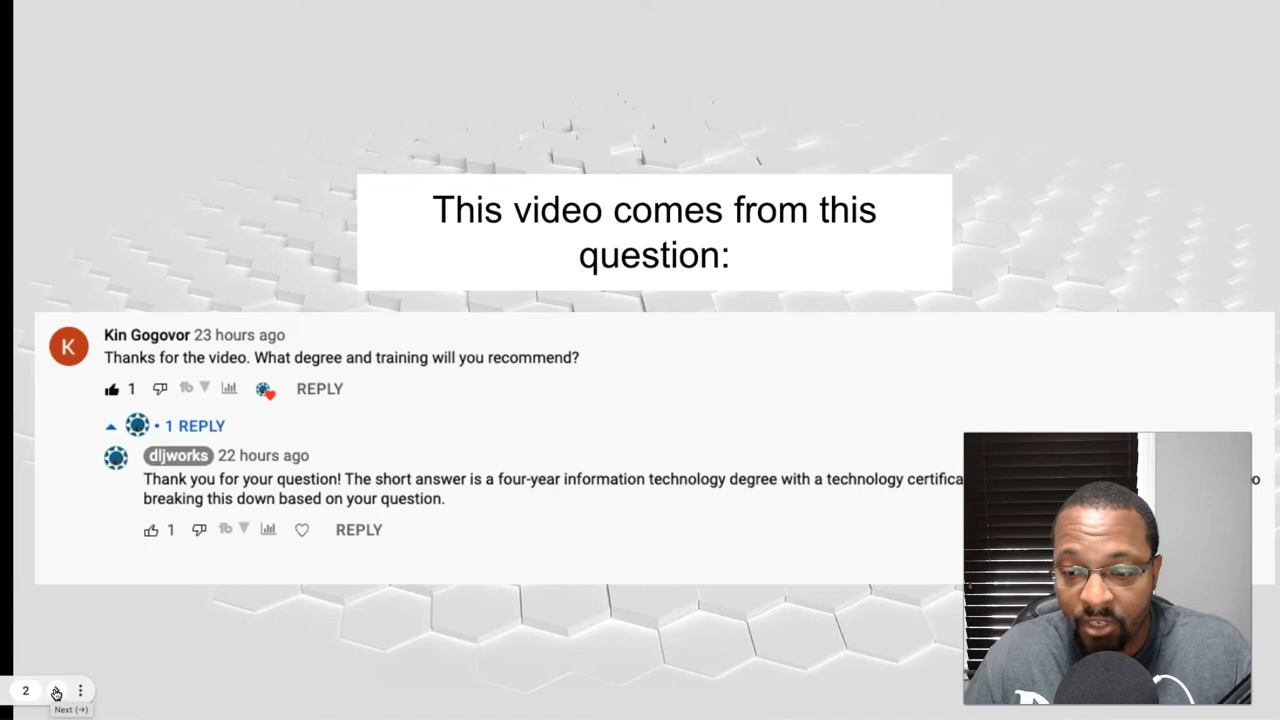 This video comes from this
question:
K
Kin Gogovor 23 hours ago
Thanks for the video. What degree and training will you recommend?
1 REPLY
• 1 REPLY
dljworks 22 hours ago
Thank you for your question! The short answer is a four-year information technology degree with a technology
breaking this down based on your question.
1 REPLY
2
Next (→)